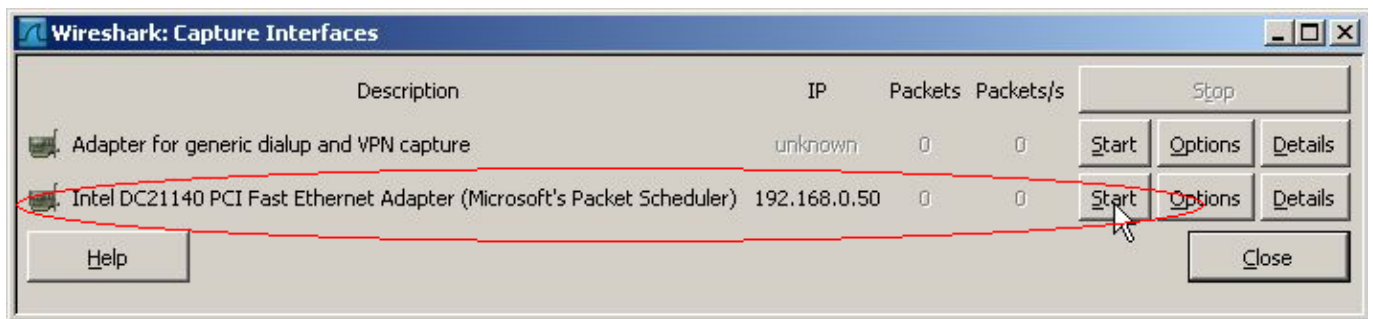 Wireshark: Capture Interfaces
Description IP Packets Packets/s Stop
Adapter for generic dialup and VPN capture unknown 0 0 Start Options Details
Intel DC21140 PCI Fast Ethernet Adapter (Microsoft's Packet Scheduler) 192.168.0.50 0 0 Start Options Details
Help Close